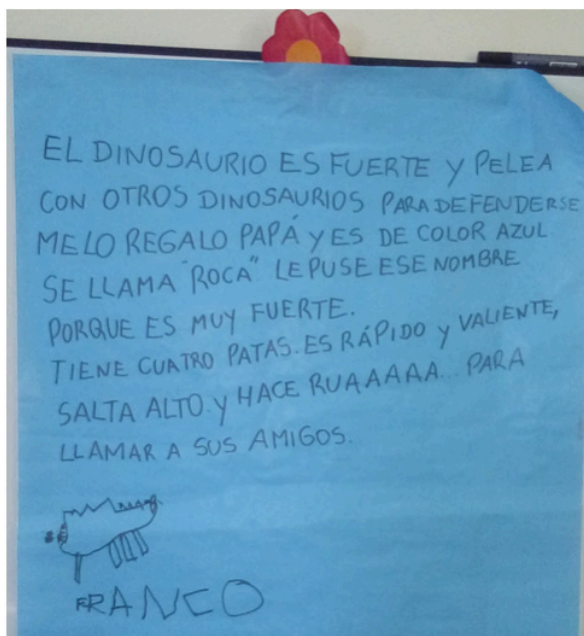 EL DINOSAURIO ES FUERTE Y PELEA
CON OTROS DINOSAURIOS PARA DEFENDERSE
MELO REGALO PAPÁ Y ES DE COLOR AZUL
SE LLAMA "ROCA" LE PUSE ESE NOMBRE
PORQUE ES MUY FUERTE.
TIENE CUATRO PATAS. ES RÁPIDO Y VALIENTE,
SALTA ALTO Y HACE RUAAAAA... PARA
LLAMAR A SUS AMIGOS.
FRANCO